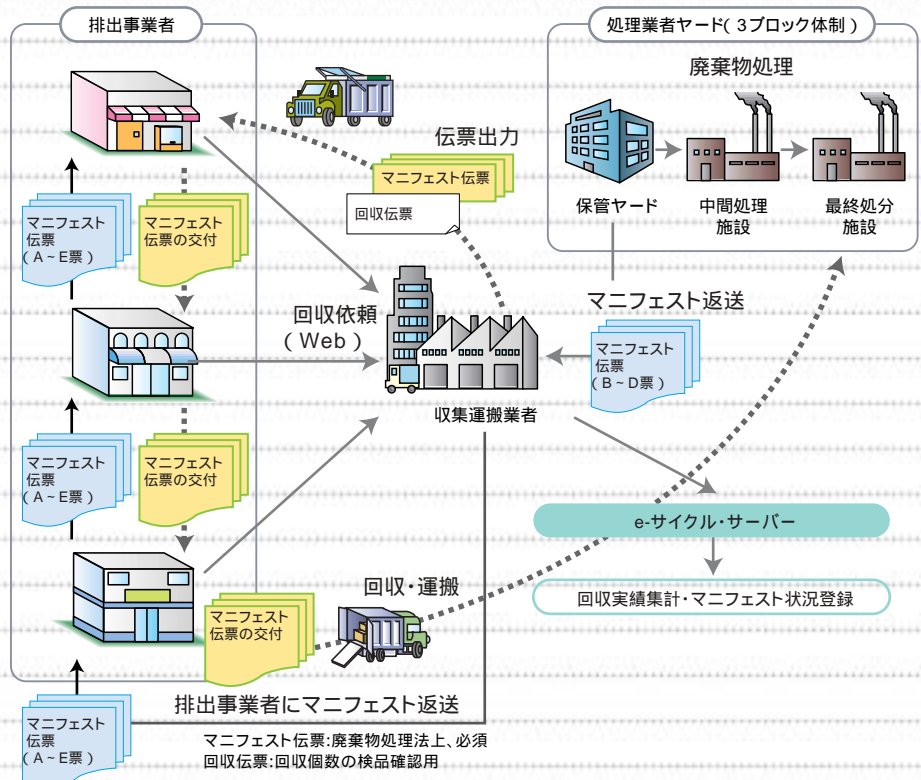 排出事業者
処理業者ヤード(3ブロック体制)
廃棄物処理
保管ヤード
中間処理
施設
最終処分
施設
伝票出力
マニフェスト伝票
回収伝票
マニフェスト
伝票
(A~E票)
マニフェスト
伝票の交付
回収依頼
(Web)
マニフェスト返送
マニフェスト
伝票
(B~D票)
収集運搬業者
マニフェスト
伝票
(A~E票)
マニフェスト
伝票の交付
e-サイクル・サーバー
回収実績集計・マニフェスト状況登録
回収・運搬
マニフェスト
伝票の交付
排出事業者にマニフェスト返送
マニフェスト
伝票
(A~E票)
マニフェスト伝票:廃棄物処理法上、必須
回収伝票:回収個数の検品確認用